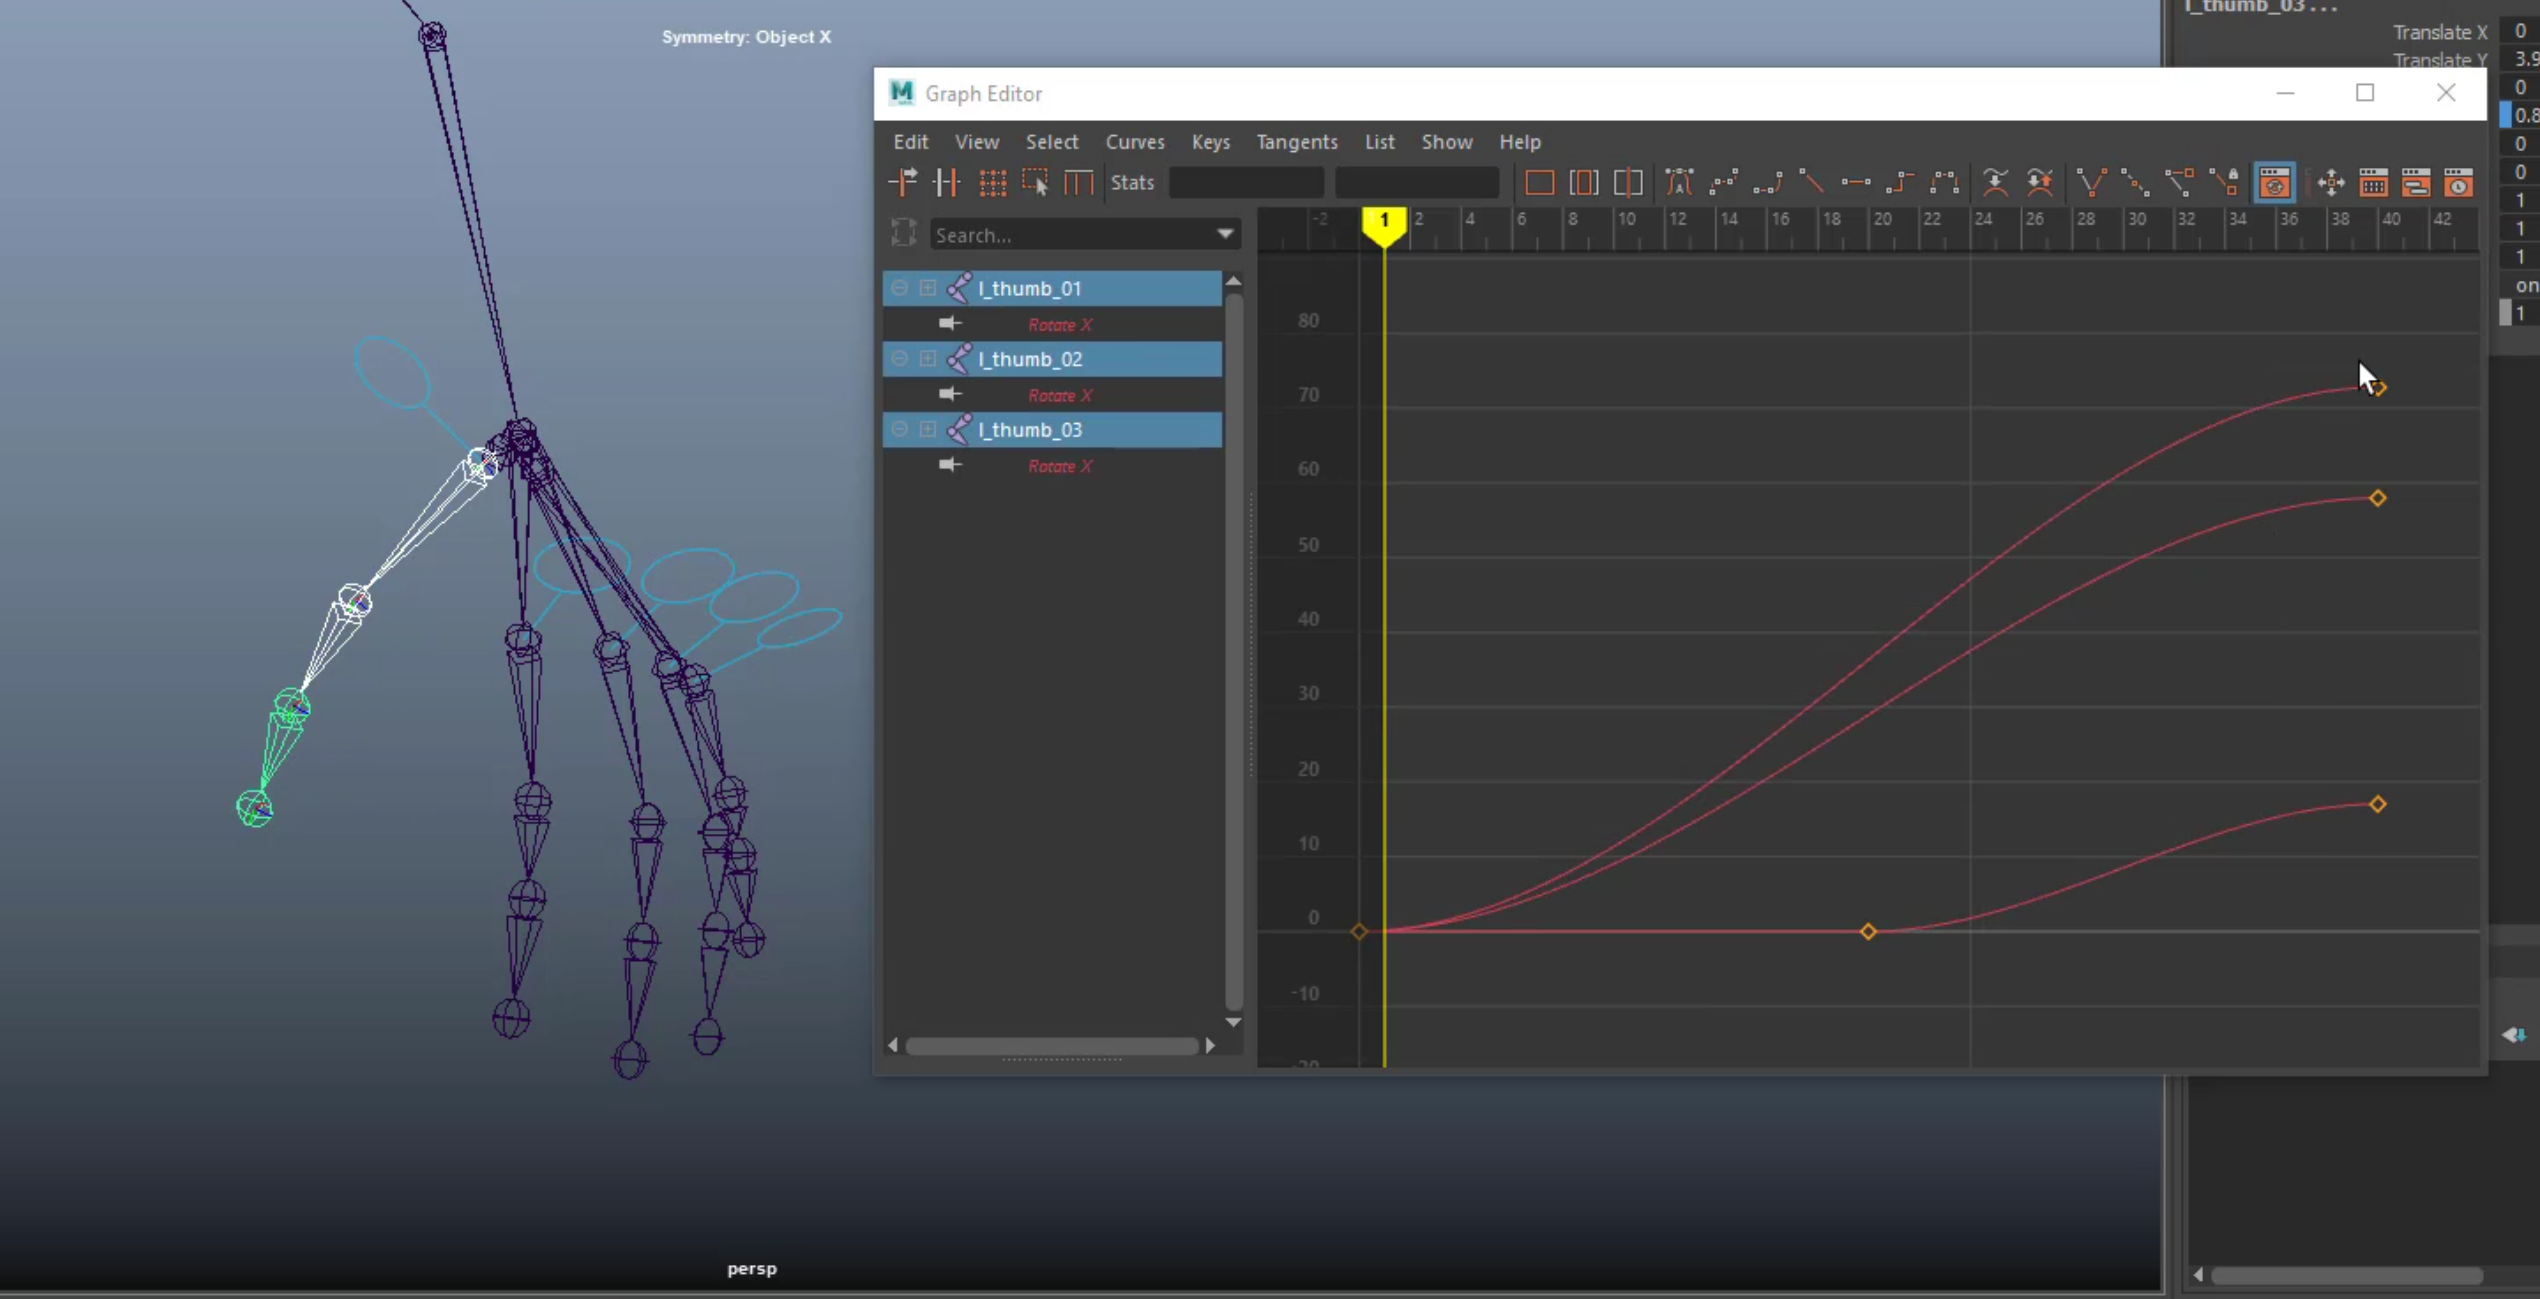 l_thumb_03...
Symmetry: Object X
Translate X 0
Translate Y 3.9
Graph Editor
0
0.8
Edit View Select Curves Keys Tangents List Show Help
0
Stats
0
1
-2 1 2 4 6 8 10 12 14 16 18 20 22 24 26 28 30 32 34 36 38 40 42
Search...
1
1
on
l_thumb_01
1
Rotate X
80
l_thumb_02
Rotate X
70
l_thumb_03
Rotate X
60
50
40
30
20
10
0
-10
persp